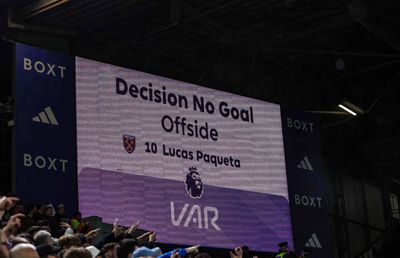 BOXT
BOXT
Decision No Goal
Offside
10 Lucas Paqueta
VAR
BOXT
BOXT